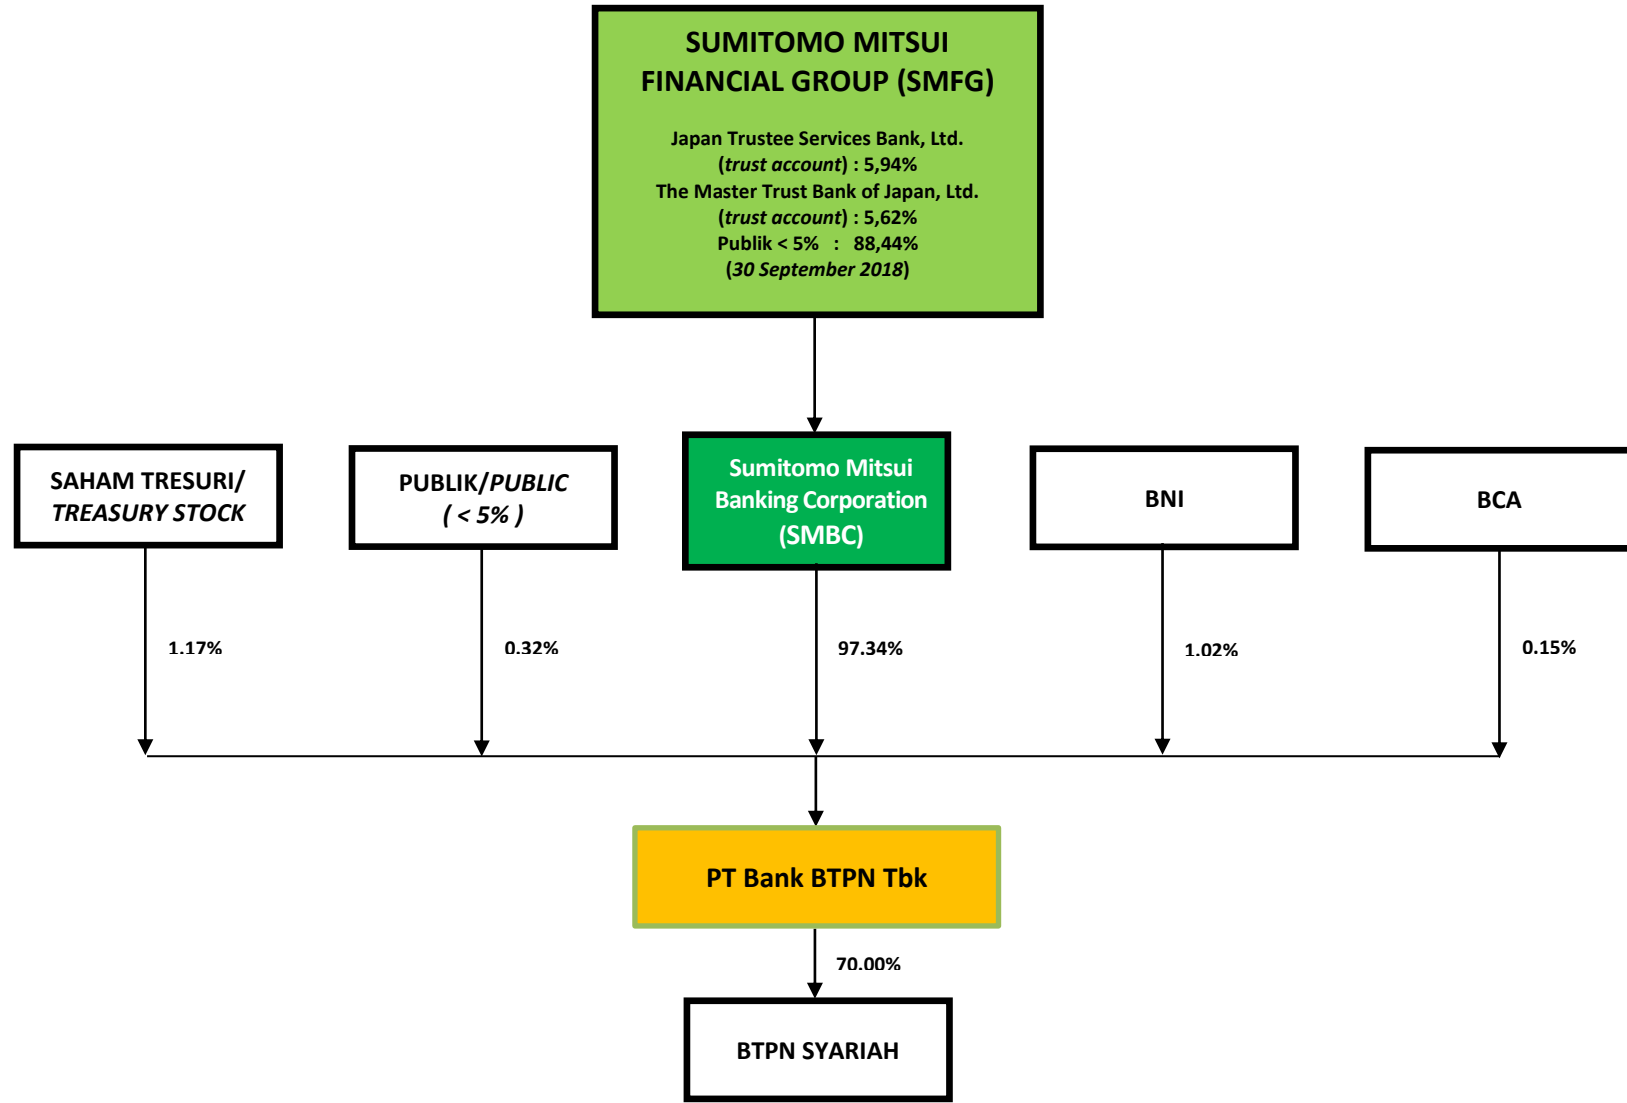 SUMITOMO MITSUI
FINANCIAL GROUP (SMFG)
Japan Trustee Services Bank, Ltd.
(trust account) : 5,94%
The Master Trust Bank of Japan, Ltd.
(trust account) : 5,62%
Publik < 5% : 88,44%
(30 September 2018)
SAHAM TRESURI/
TREASURY STOCK
PUBLIK/PUBLIC
( < 5% )
Sumitomo Mitsui
Banking Corporation
(SMBC)
BNI
BCA
1.17%
0.32%
97.34%
1.02%
0.15%
PT Bank BTPN Tbk
70.00%
BTPN SYARIAH